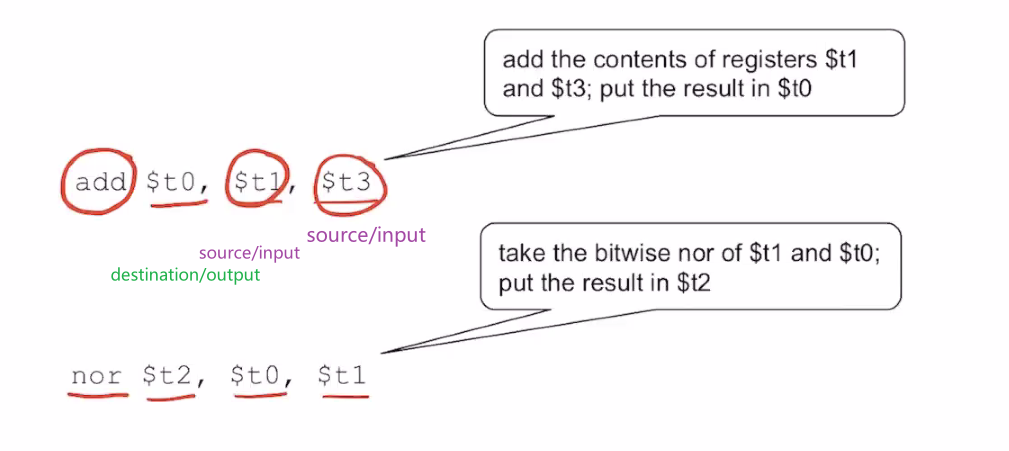 add the contents of registers $t1
and $t3; put the result in $t0
add $t0, $t1, $t3
source/input
source/input
destination/output
take the bitwise nor of $t1 and $t0;
put the result in $t2
nor $t2, $t0, $t1